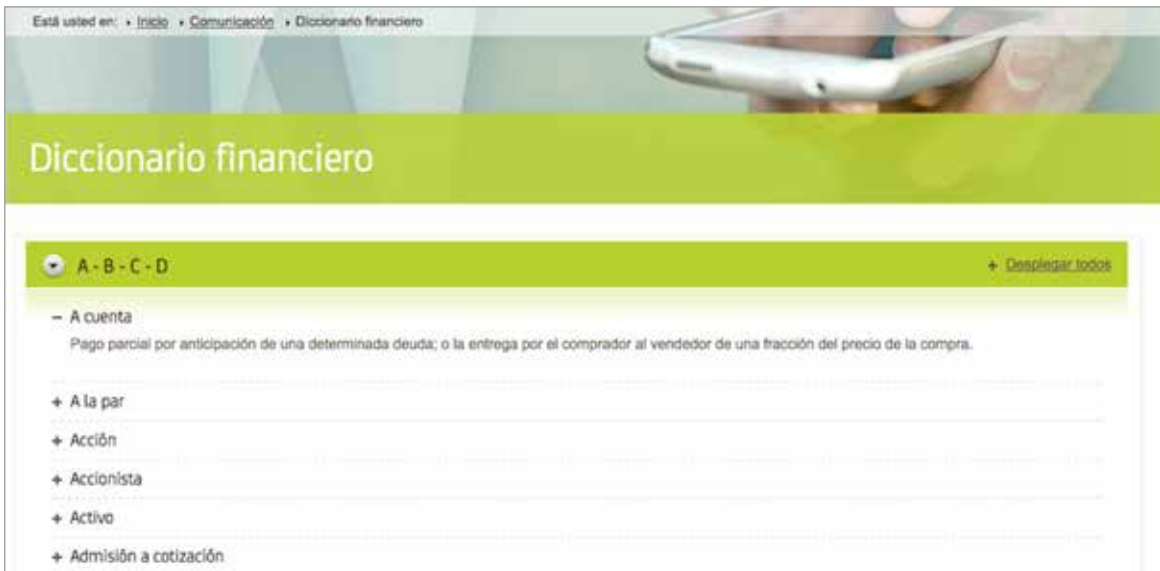 Está usted en: Inicio Comunicación Diccionario financiero
Diccionario financiero
A - B - C - D
+ Desplegar todos
– A cuenta
Pago parcial por anticipación de una determinada deuda; o la entrega por el comprador al vendedor de una fracción del precio de la compra.
+ A la par
+ Acción
+ Accionista
+ Activo
+ Admisión a cotización